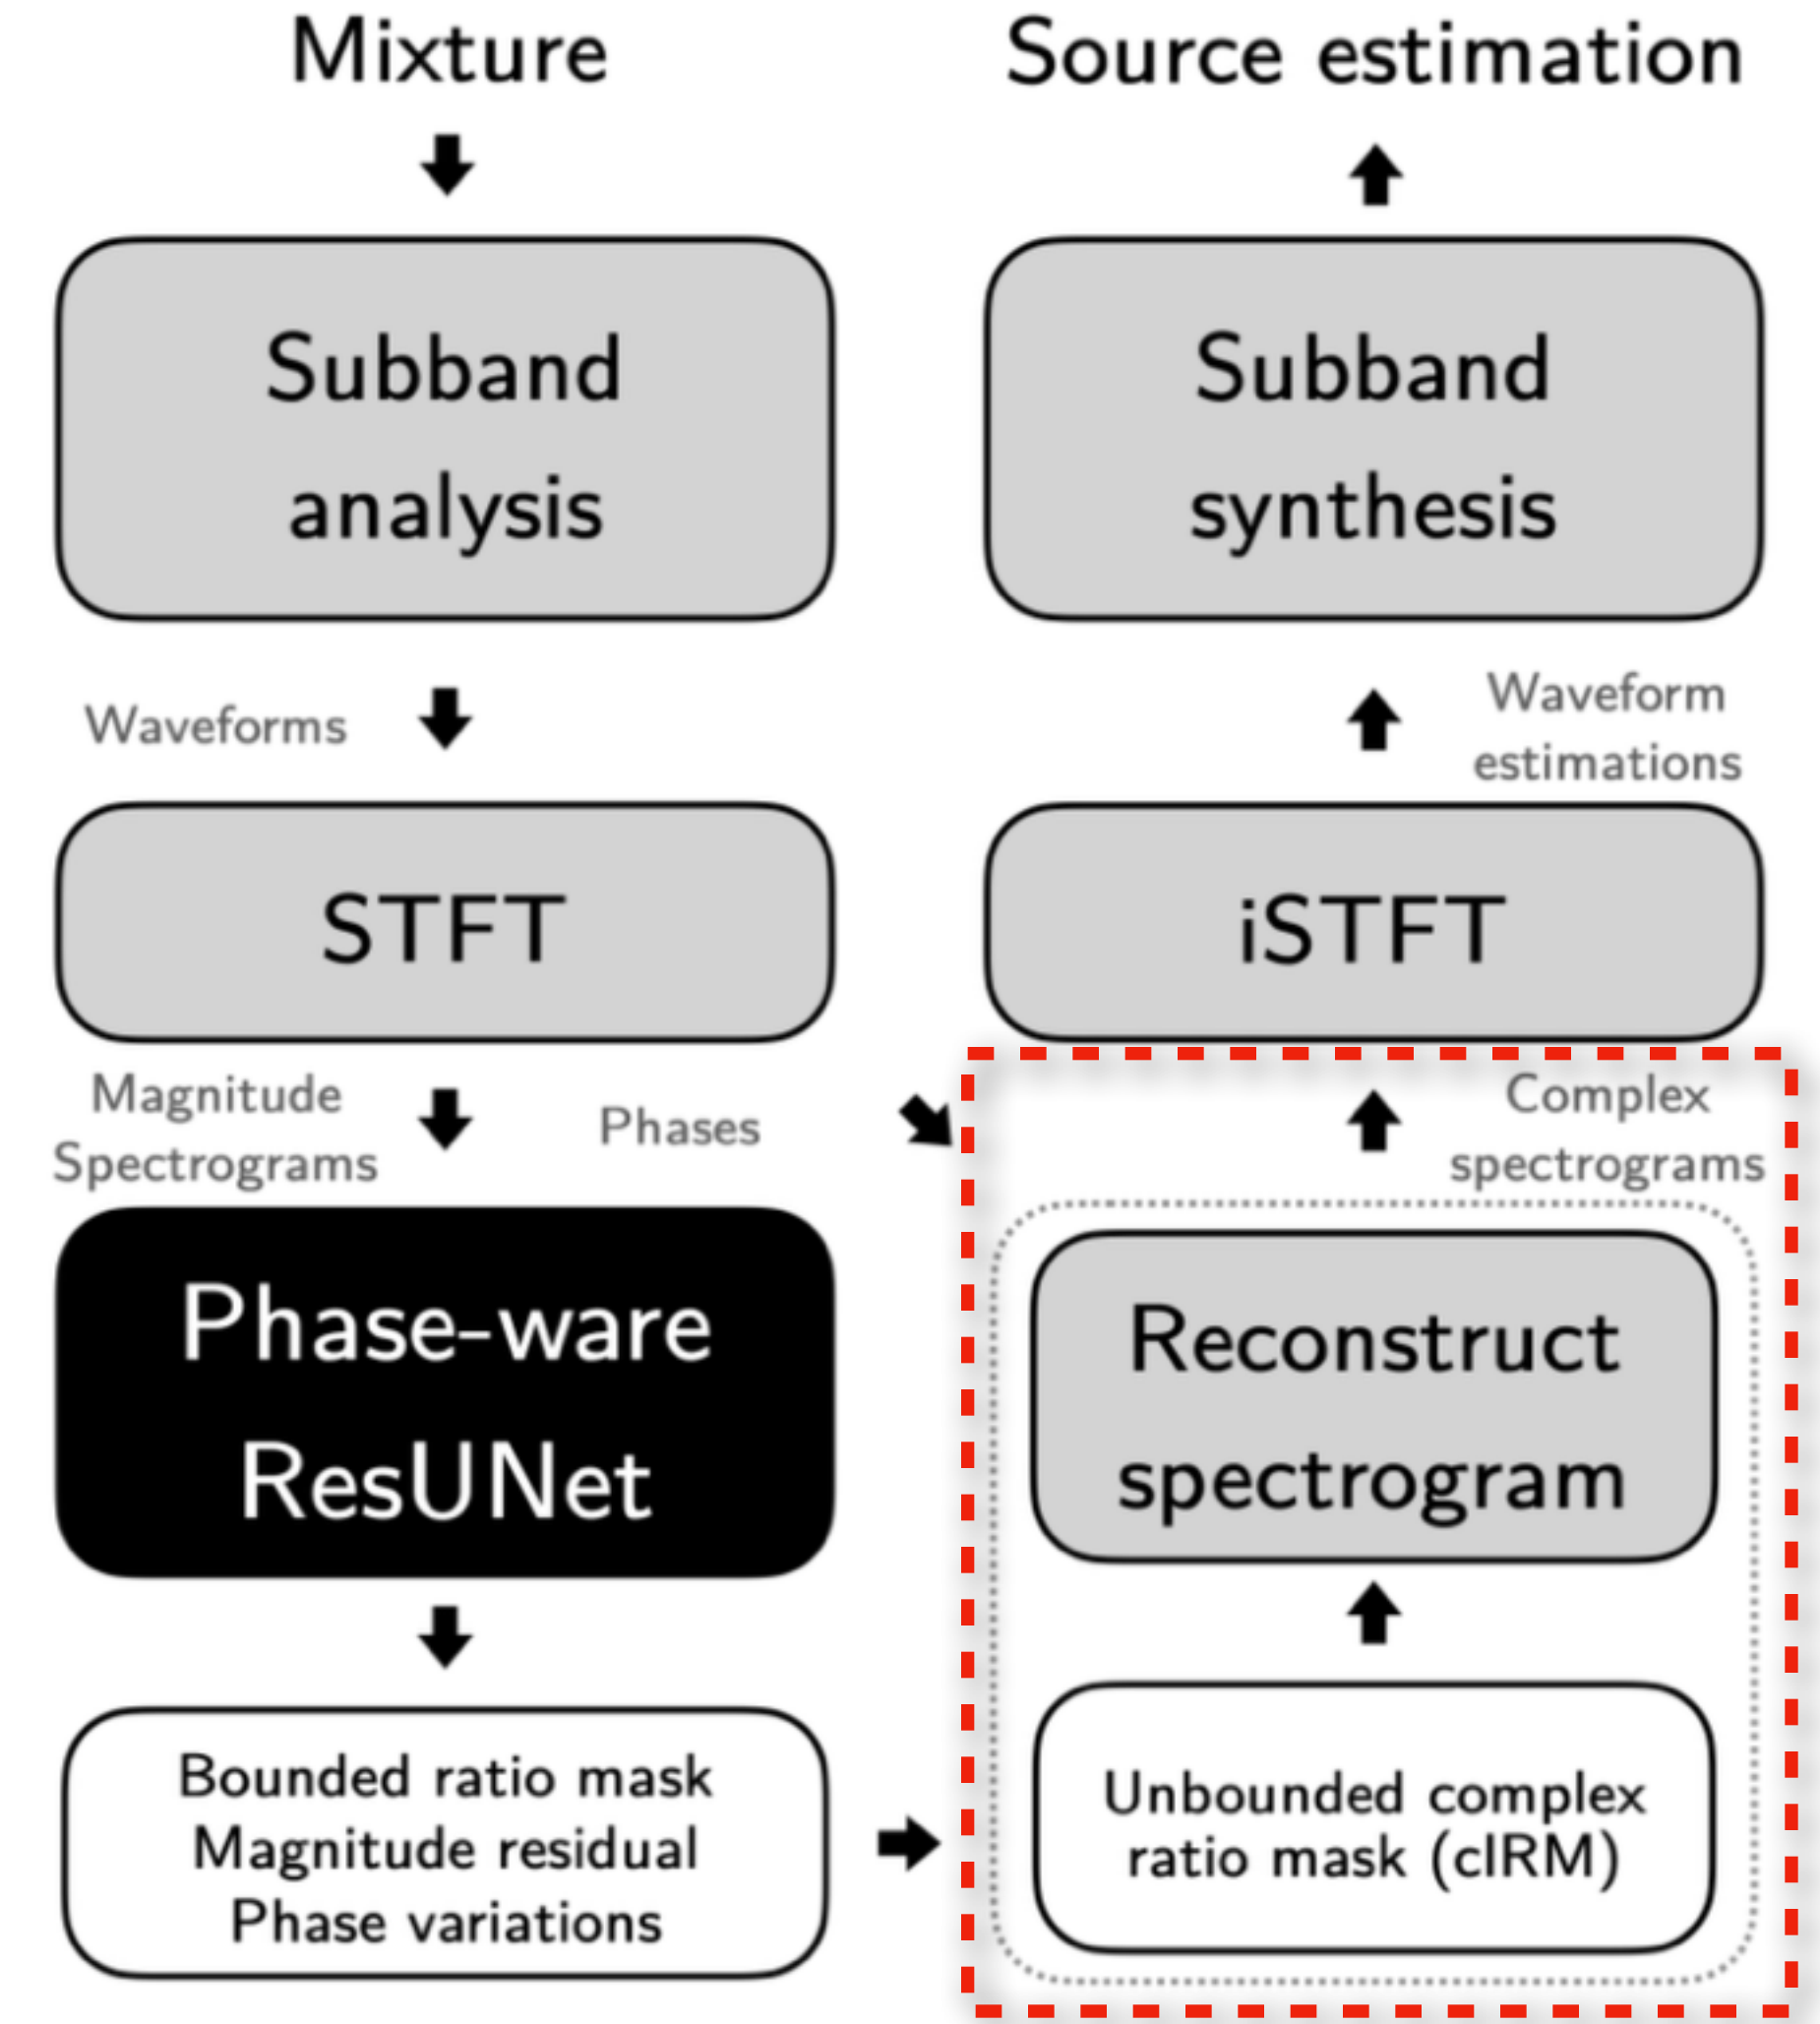 Mixture
Subband
analysis
Waveforms
STFT
Magnitude
Spectrograms
Phases
Phase-ware
ResUNet
Bounded ratio mask
Magnitude residual
Phase variations
Source estimation
Subband
synthesis
Waveform
estimations
iSTFT
Complex
spectrograms
Reconstruct
spectrogram
Unbounded complex
ratio mask (cIRM)